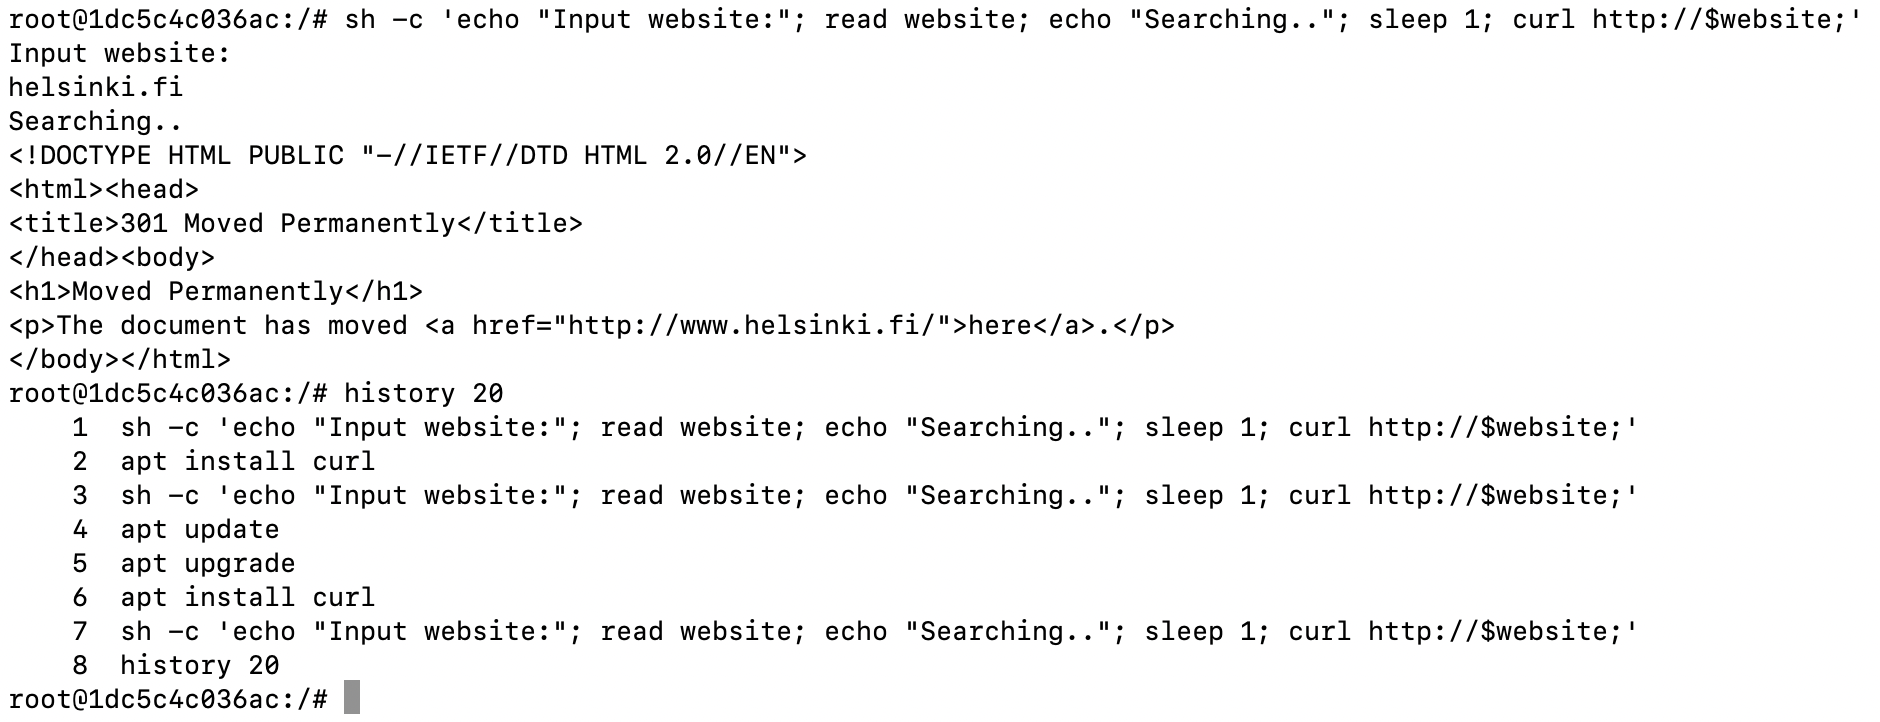 root@1dc5c4c036ac:/# sh -c 'echo "Input website:"; read website; echo "Searching.."; sleep 1; curl http://$website;'
Input website:
helsinki.fi
Searching..
<!DOCTYPE HTML PUBLIC "-//IETF//DTD HTML 2.0//EN">
<html><head>
<title>301 Moved Permanently</title>
</head><body>
<h1>Moved Permanently</h1>
<p>The document has moved <a href="http://www.helsinki.fi/">here</a>.</p>
</body></html>
root@1dc5c4c036ac:/# history 20
    1  sh -c 'echo "Input website:"; read website; echo "Searching.."; sleep 1; curl http://$website;'
    2  apt install curl
    3  sh -c 'echo "Input website:"; read website; echo "Searching.."; sleep 1; curl http://$website;'
    4  apt update
    5  apt upgrade
    6  apt install curl
    7  sh -c 'echo "Input website:"; read website; echo "Searching.."; sleep 1; curl http://$website;'
    8  history 20
root@1dc5c4c036ac:/#